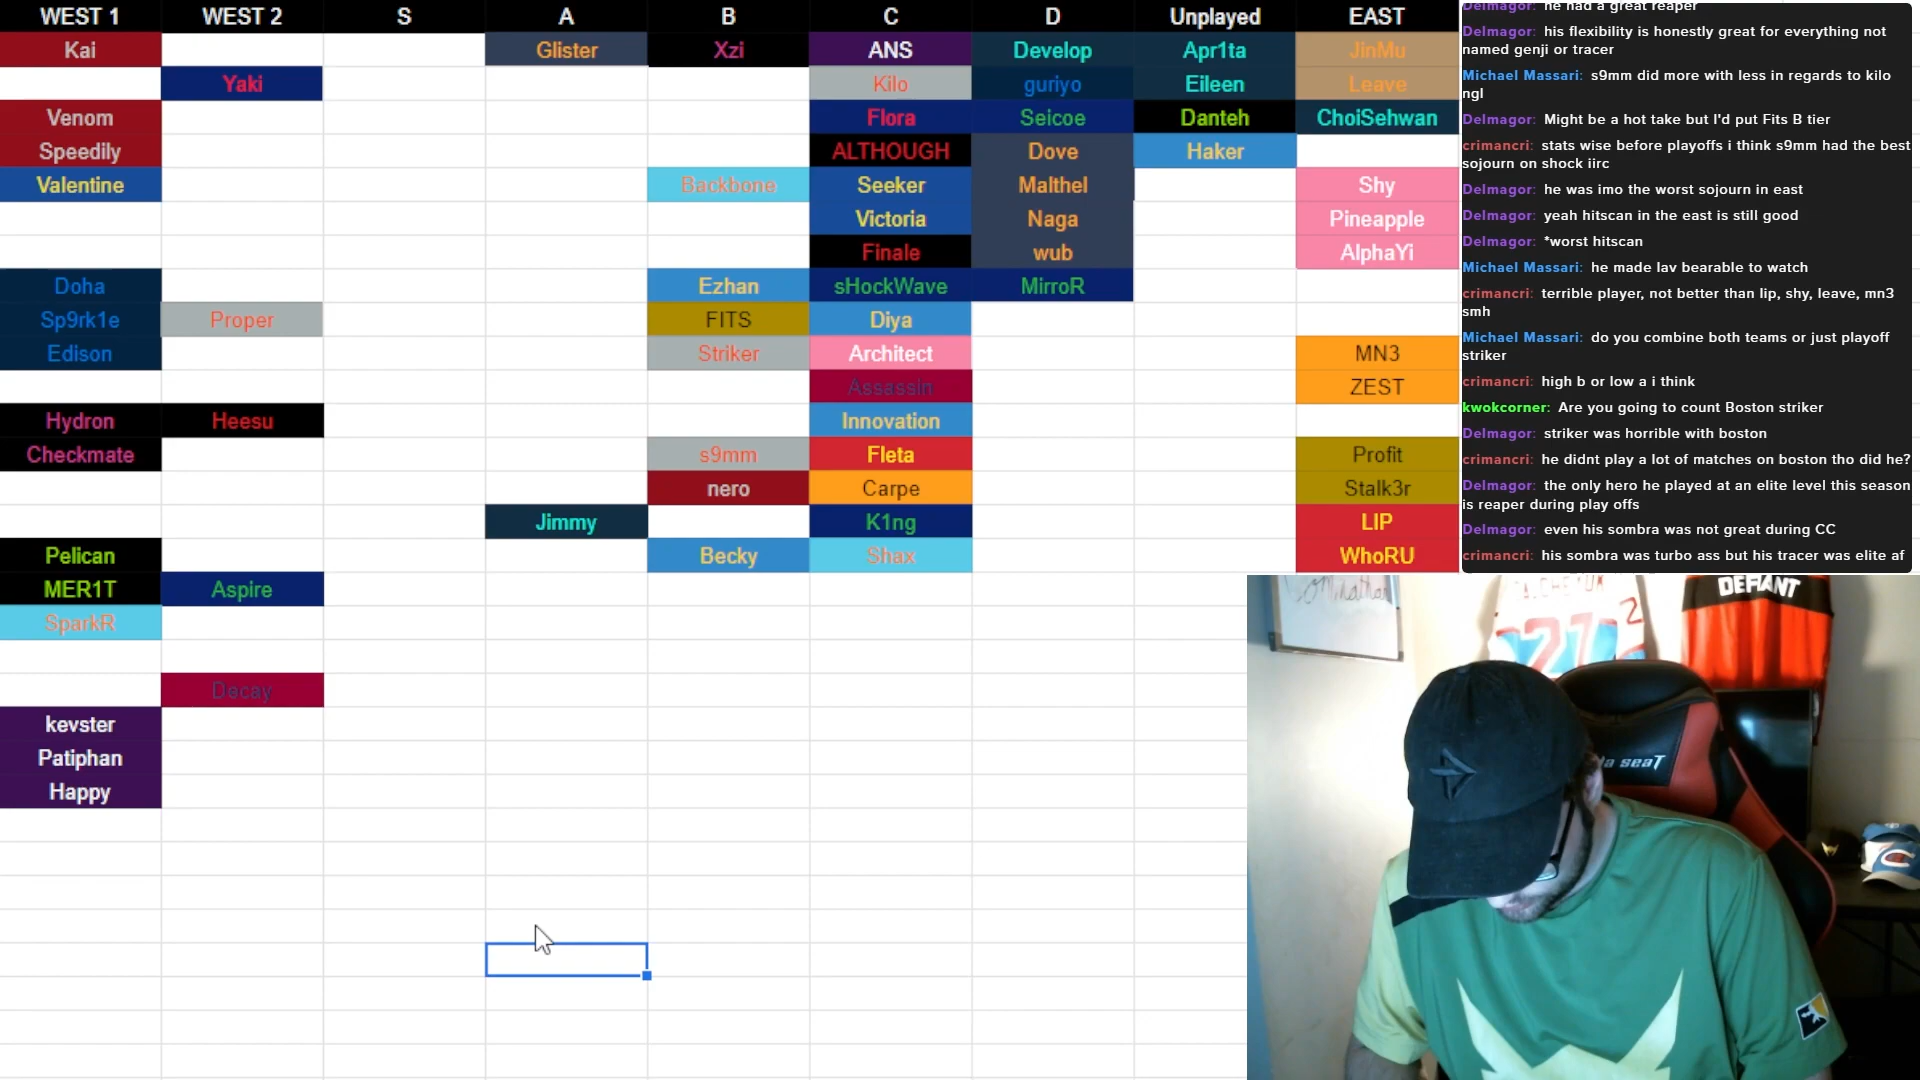 WEST 1 WEST 2 S A B C D Unplayed EAST
Kai Glister Xzi ANS Develop Apr1ta JinMu
Yaki Kilo guriyo Eileen Leave
Venom Flora Seicoe Danteh ChoiSehwan
Speedily ALTHOUGH Dove Haker
Valentine Backbone Seeker Malthel Shy
Victoria Naga Pineapple
Finale wub AlphaYi
Doha Ezhan sHockWave MirroR
Sp9rk1e Proper FITS Diya
Edison Striker Architect MN3
Assassin ZEST
Hydron Heesu Innovation
Checkmate s9mm Fleta Profit
nero Carpe Stalk3r
Jimmy K1ng LIP
Pelican Becky Shax WhoRU
MER1T Aspire
SparkR
Decay
kevster
Patiphan
Happy
Delmagor: he had a great reaper
Delmagor: his flexibility is honestly great for everything not
named genji or tracer
Michael Massari: s9mm did more with less in regards to kilo
ngl
Delmagor: Might be a hot take but I'd put Fits B tier
crimancri: stats wise before playoffs i think s9mm had the best
sojourn on shock iirc
Delmagor: he was imo the worst sojourn in east
Delmagor: yeah hitscan in the east is still good
Delmagor: *worst hitscan
Michael Massari: he made lav bearable to watch
crimancri: terrible player, not better than lip, shy, leave, mn3
smh
Michael Massari: do you combine both teams or just playoff
striker
crimancri: high b or low a i think
kwokcorner: Are you going to count Boston striker
Delmagor: striker was horrible with boston
crimancri: he didnt play a lot of matches on boston tho did he?
Delmagor: the only hero he played at an elite level this season
is reaper during play offs
Delmagor: even his sombra was not great during CC
crimancri: his sombra was turbo ass but his tracer was elite af
DEFIANT
27
a seaT